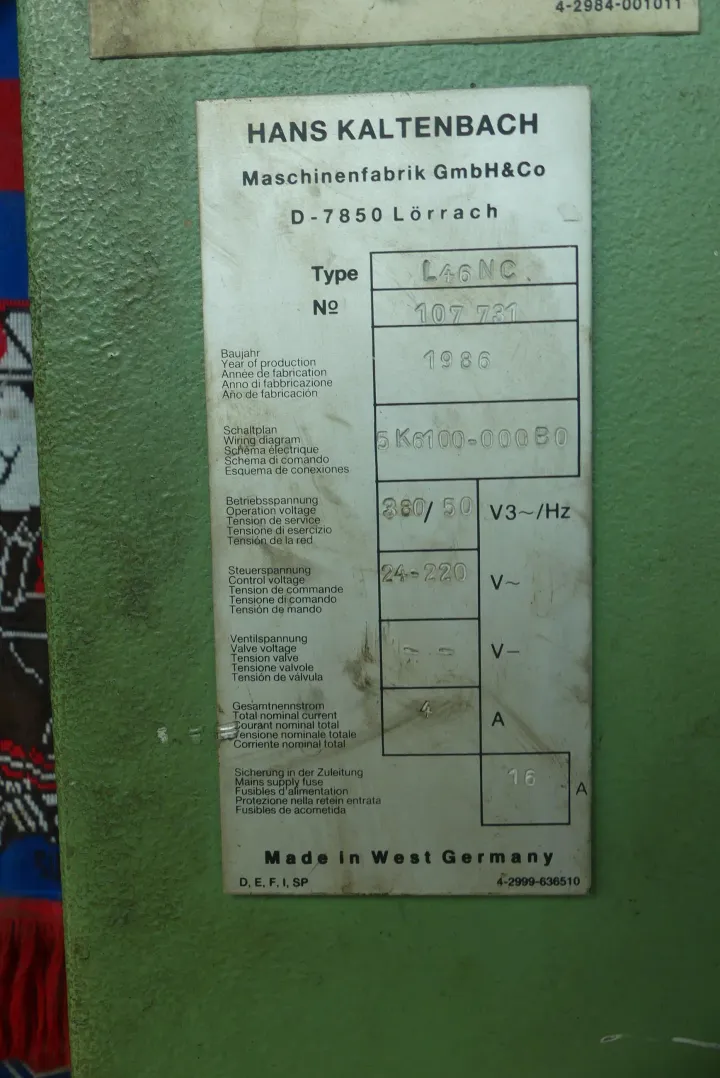 4-2984-001011
HANS KALTENBACH
Maschinenfabrik GmbH&Co
D-7850 Lörrach
Type L46NC
Nº 107 731
Baujahr
Year of production
Année de fabrication
Anno di fabbricazione
Año de fabricación
1986
Schaltplan
Wiring diagram
Schéma électrique
Schema di comando
Esquema de conexiones
5K6100-000B0
Betriebsspannung
Operation voltage
Tension de service
Tensione di esercizio
Tensión de la red
380/50 V3~/Hz
Steuerspannung
Control voltage
Tension de commande
Tensione di comando
Tensión de mando
24-220 V~
Ventilspannung
Valve voltage
Tension valve
Tensione valvole
Tensión de válvula
-- V–
Gesamtnennstrom
Total nominal current
Courant nominal total
Tensione nominale totale
Corriente nominal total
4 A
Sicherung in der Zuleitung
Mains supply fuse
Fusibles d'alimentation
Protezione nella retein entrata
Fusibles de acometida
16 A
Made in West Germany
D, E, F, I, SP 4-2999-636510